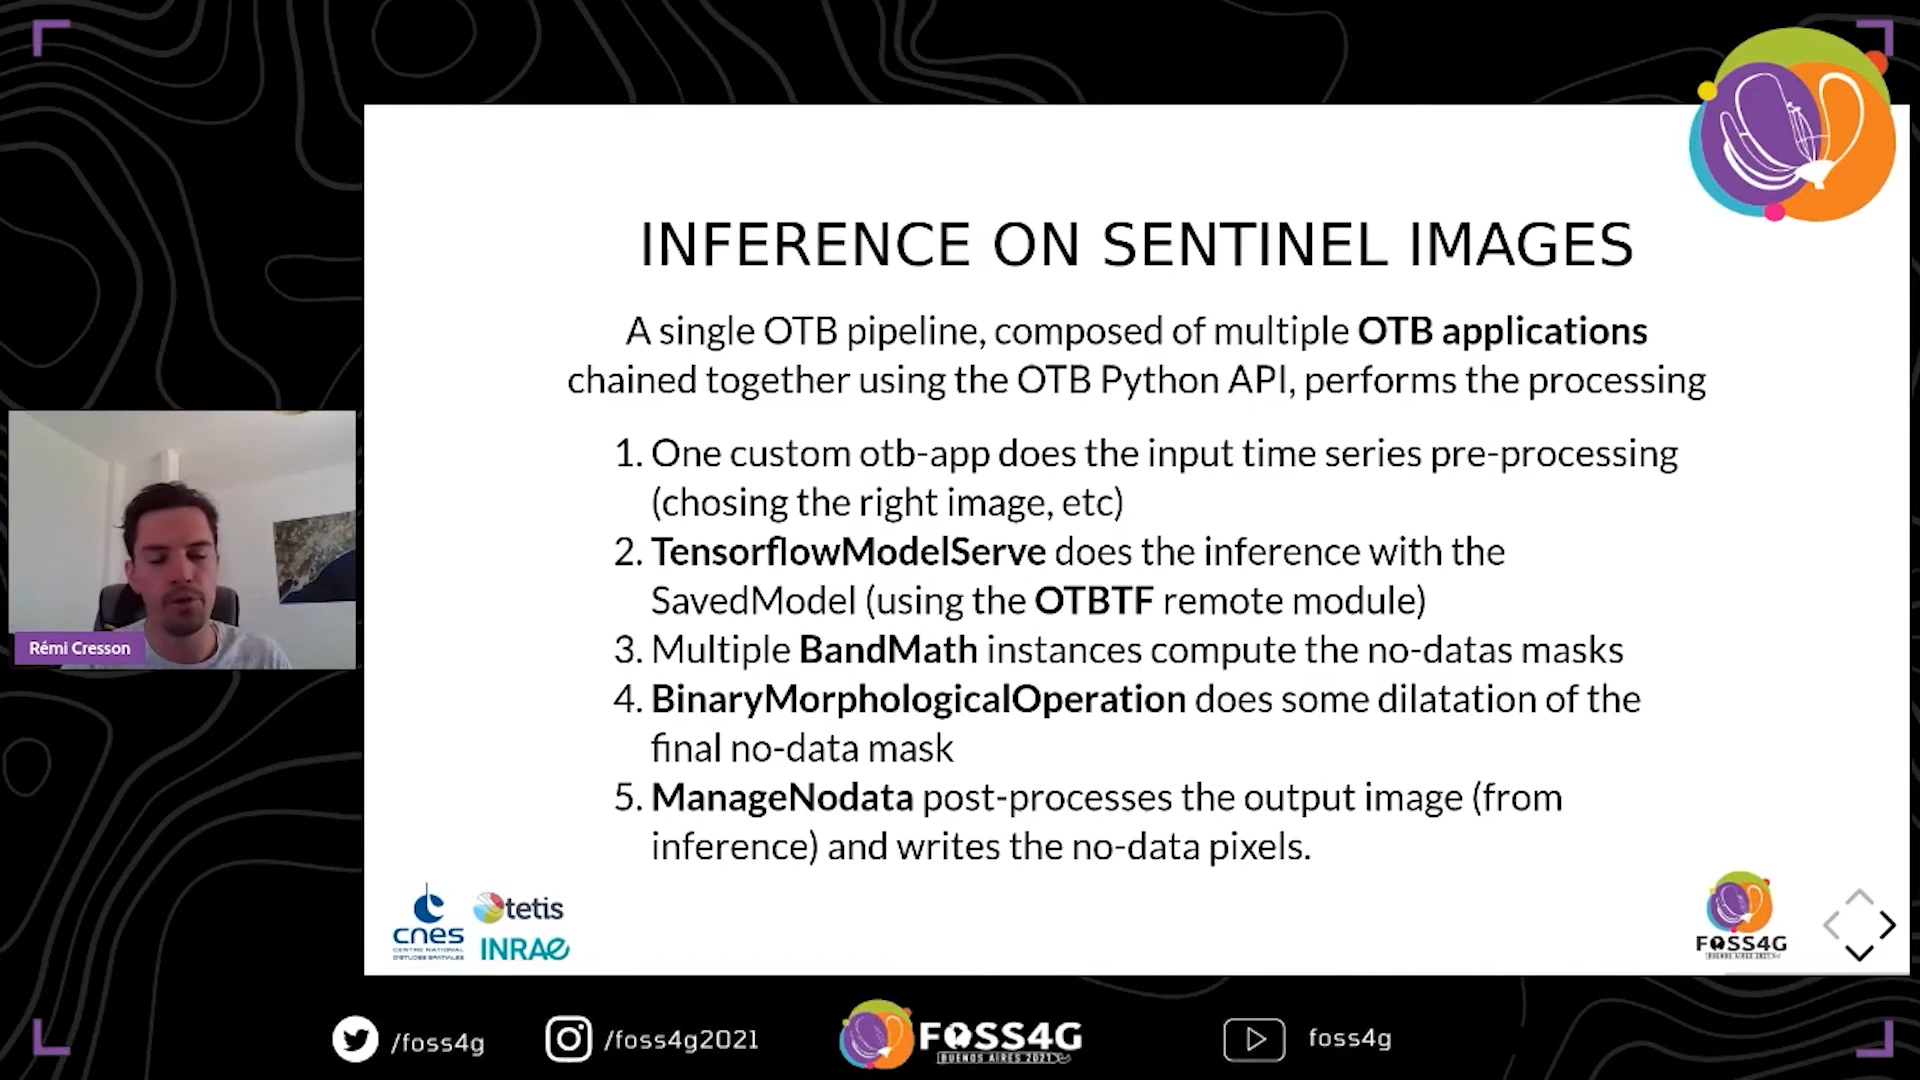 INFERENCE ON SENTINEL IMAGES
A single OTB pipeline, composed of multiple OTB applications
chained together using the OTB Python API, performs the processing
1. One custom otb-app does the input time series pre-processing
(chosing the right image, etc)
2. TensorflowModelServe does the inference with the
SavedModel (using the OTBTF remote module)
3. Multiple BandMath instances compute the no-datas masks
4. BinaryMorphologicalOperation does some dilatation of the
final no-data mask
5. ManageNodata post-processes the output image (from
inference) and writes the no-data pixels.
Rémi Cresson
cnes
CENTRE NATIONAL
D'ÉTUDES SPATIALES
tetis
INRAE
FOSS4G
BUENOS AIRES 2021
/foss4g
/foss4g2021
FOSS4G
BUENOS AIRES 2021
foss4g